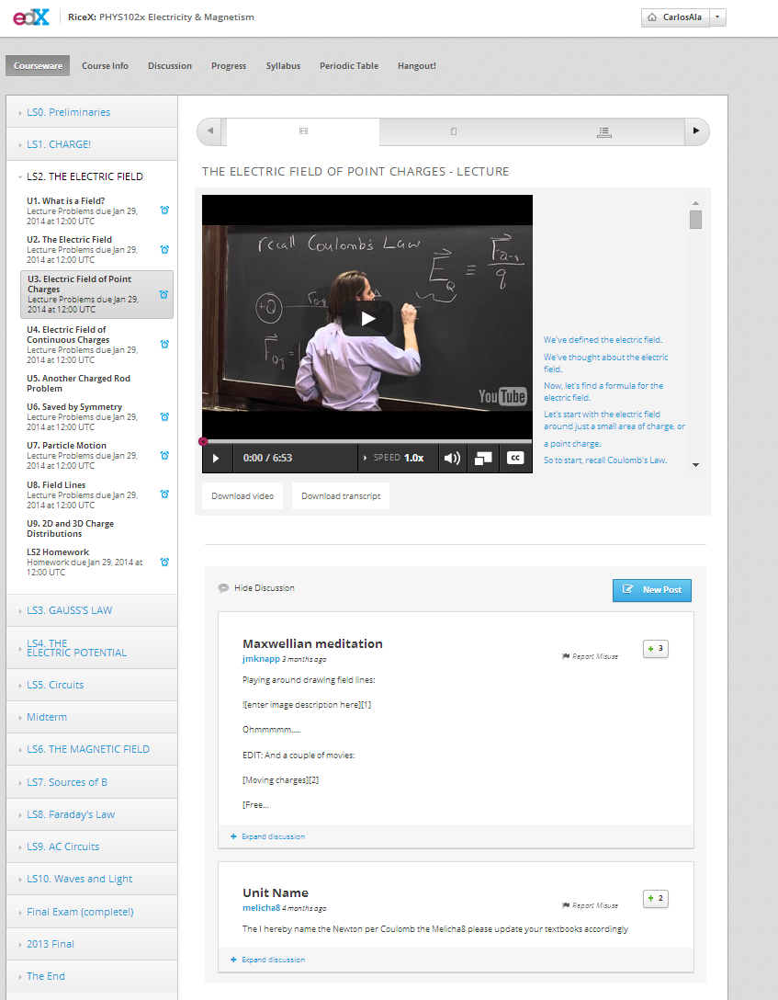 edX
RiceX: PHYS102x Electricity & Magnetism
CarlosAla
Courseware
Course Info
Discussion
Progress
Syllabus
Periodic Table
Hangout!
LS0. Preliminaries
LS1. CHARGE!
LS2. THE ELECTRIC FIELD
U1. What is a Field?
Lecture Problems due Jan 29,
2014 at 12:00 UTC
U2. The Electric Field
Lecture Problems due Jan 29,
2014 at 12:00 UTC
U3. Electric Field of Point
Charges
Lecture Problems due Jan 29,
2014 at 12:00 UTC
U4. Electric Field of
Continuous Charges
Lecture Problems due Jan 29,
2014 at 12:00 UTC
U5. Another Charged Rod
Problem
U6. Saved by Symmetry
Lecture Problems due Jan 29,
2014 at 12:00 UTC
U7. Particle Motion
Lecture Problems due Jan 29,
2014 at 12:00 UTC
U8. Field Lines
Lecture Problems due Jan 29,
2014 at 12:00 UTC
U9. 2D and 3D Charge
Distributions
LS2 Homework
Homework due Jan 29, 2014 at
12:00 UTC
LS3. GAUSS'S LAW
LS4. THE
ELECTRIC POTENTIAL
LS5. Circuits
Midterm
LS6. THE MAGNETIC FIELD
LS7. Sources of B
LS8. Faraday's Law
LS9. AC Circuits
LS10. Waves and Light
Final Exam (complete!)
2013 Final
The End
THE ELECTRIC FIELD OF POINT CHARGES - LECTURE
recall Coulomb's Law
E Q ≡ F Q-q / q
+Q
F Qq =
YouTube
0:00 / 6:53
SPEED 1.0x
CC
We've defined the electric field.
We've thought about the electric
field.
Now, let's find a formula for the
electric field.
Let's start with the electric field
around just a small area of charge, or
a point charge.
So to start, recall Coulomb's Law.
Download video
Download transcript
Hide Discussion
New Post
Maxwellian meditation
jmknapp 3 months ago
Report Misuse
+ 3
Playing around drawing field lines:
![enter image description here][1]
Ohmmmmm.....
EDIT: And a couple of movies:
[Moving charges][2]
[Free...
+ Expand discussion
Unit Name
melicha8 4 months ago
Report Misuse
+ 2
The I hereby name the Newton per Coulomb the Melicha8 please update your textbooks accordingly
+ Expand discussion